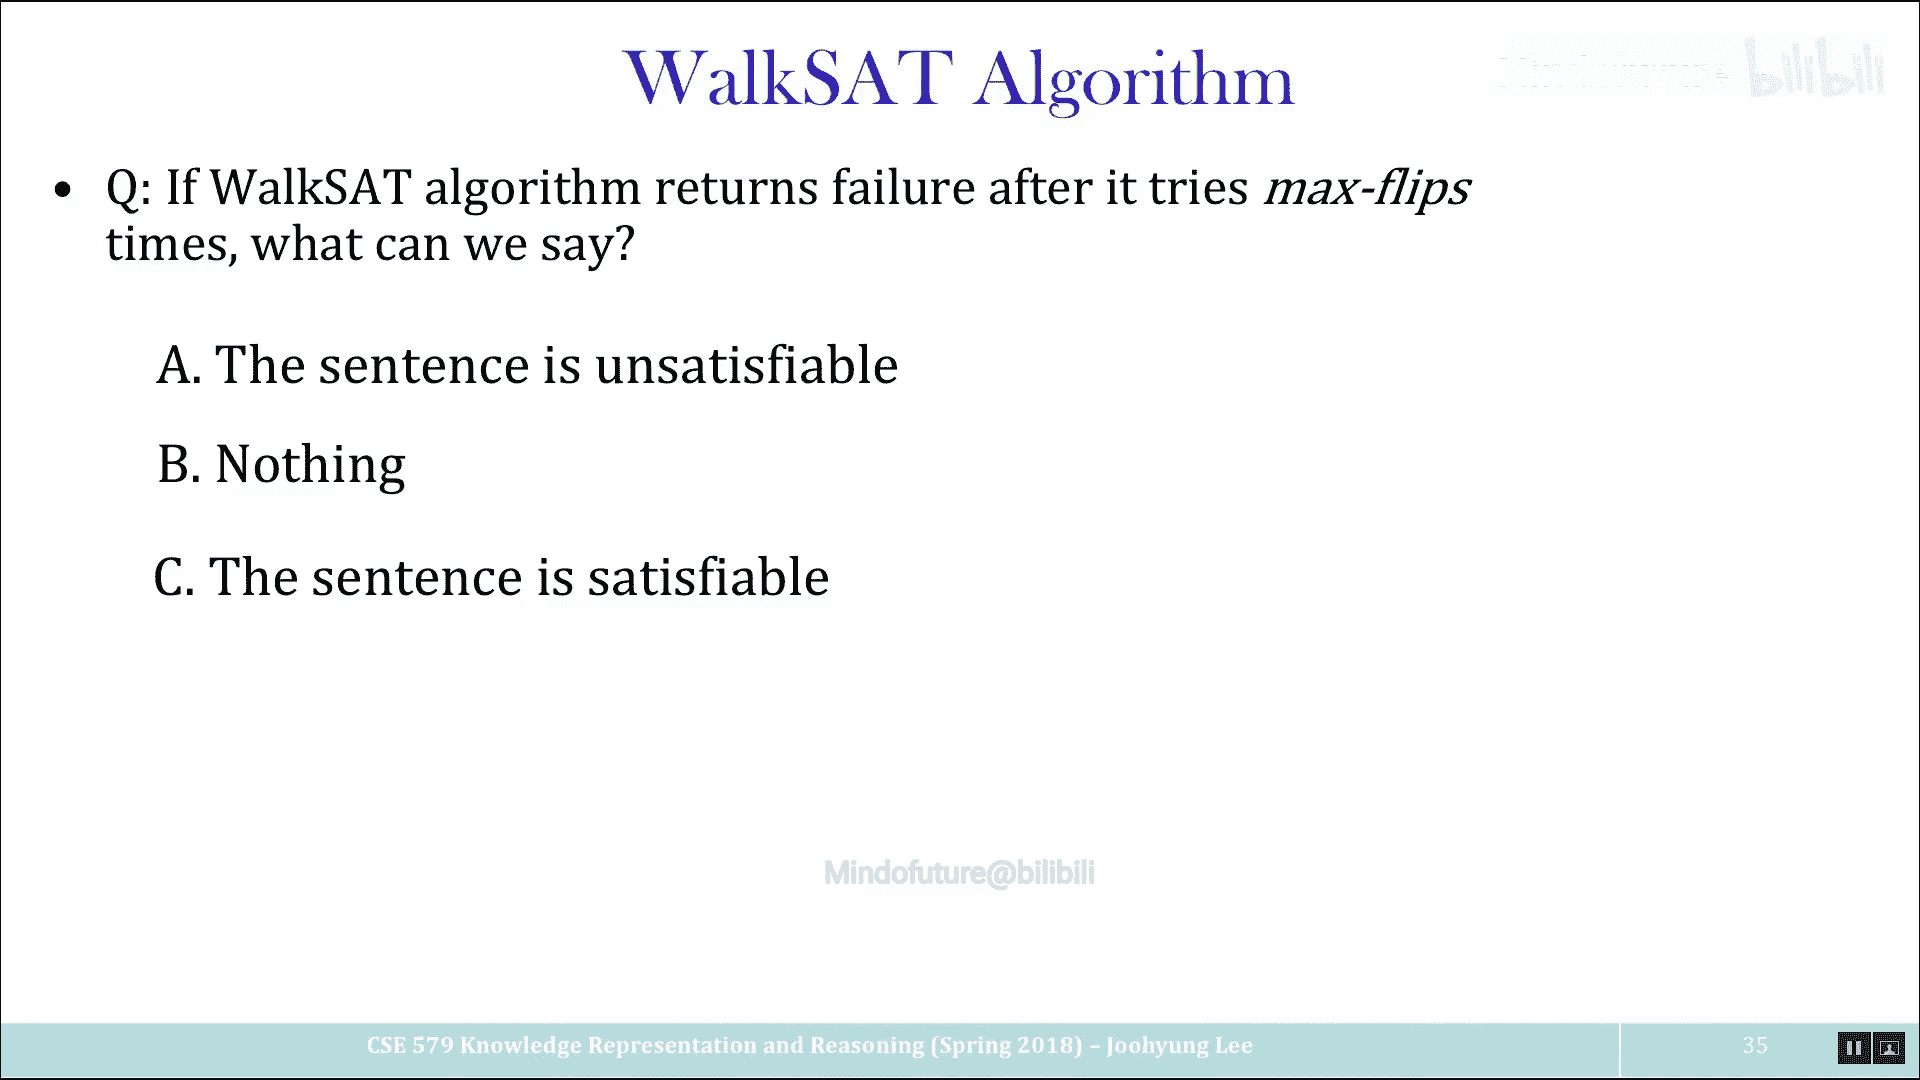 WalkSAT Algorithm
bilibili
• Q: If WalkSAT algorithm returns failure after it tries max-flips
times, what can we say?
A. The sentence is unsatisfiable
B. Nothing
C. The sentence is satisfiable
Mindofuture@bilibili
CSE 579 Knowledge Representation and Reasoning (Spring 2018) – Joohyung Lee
35